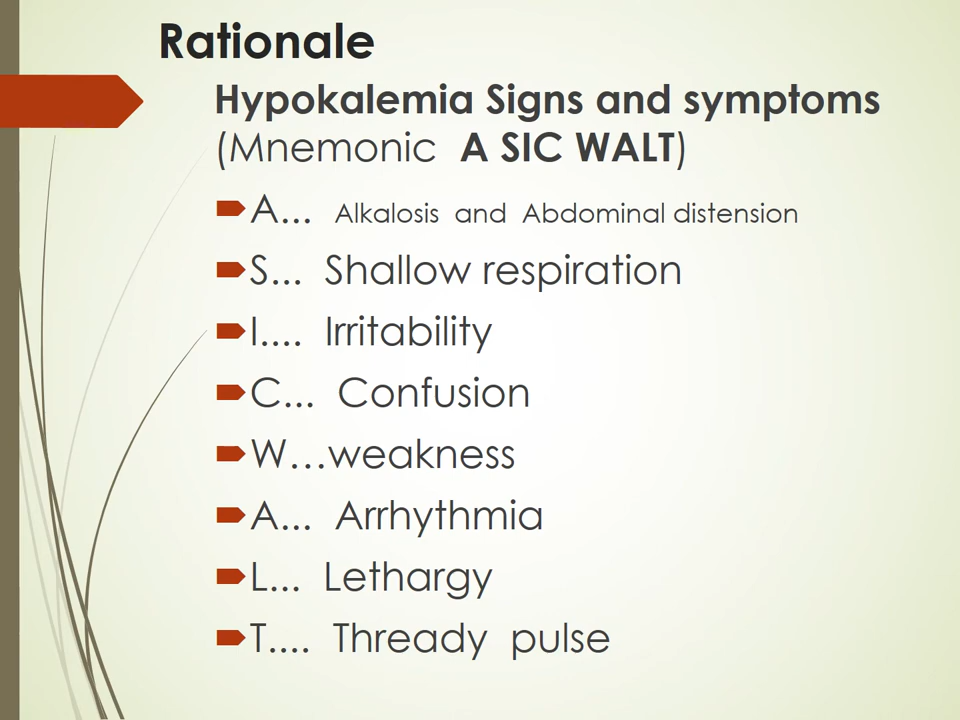 Rationale
Hypokalemia Signs and symptoms
(Mnemonic A SIC WALT)
A... Alkalosis and Abdominal distension
S... Shallow respiration
I.... Irritability
C... Confusion
W...weakness
A... Arrhythmia
L... Lethargy
T.... Thready pulse